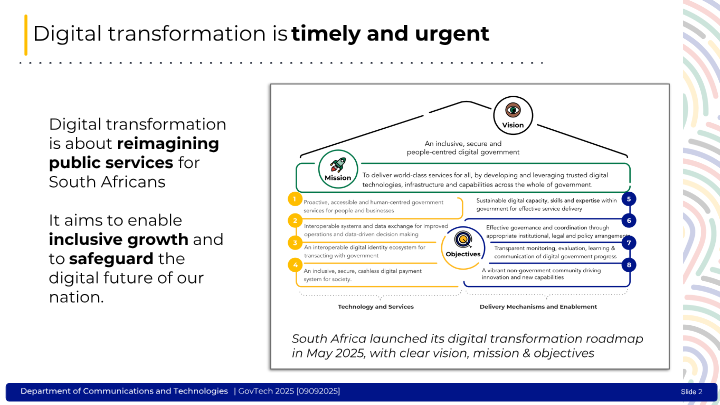 Digital transformation is timely and urgent
Digital transformation
is about reimagining
public services for
South Africans
It aims to enable
inclusive growth and
to safeguard the
digital future of our
nation.
Vision
An inclusive, secure and
people-centred digital government
Mission
To deliver world-class services for all, by developing and leveraging trusted digital
technologies, infrastructure and capabilities across the whole of government.
1
Proactive, accessible and human-centred government
services for people and businesses.
2
Interoperable systems and data exchange for improved
operations and data-driven decision-making
3
An interoperable digital identity ecosystem for
transacting with government
4
An inclusive, secure, cashless digital payment
system for society.
Objectives
Sustainable digital capacity, skills and expertise within
government for effective service delivery
5
Effective governance and coordination through
appropriate institutional, legal and policy arrangements
6
Transparent monitoring, evaluation, learning &
communication of digital government progress
7
A vibrant non-government community driving
innovation and new capabilities.
8
Technology and Services
Delivery Mechanisms and Enablement
South Africa launched its digital transformation roadmap
in May 2025, with clear vision, mission & objectives
Department of Communications and Technologies | GovTech 2025 [09092025]
Slide 2